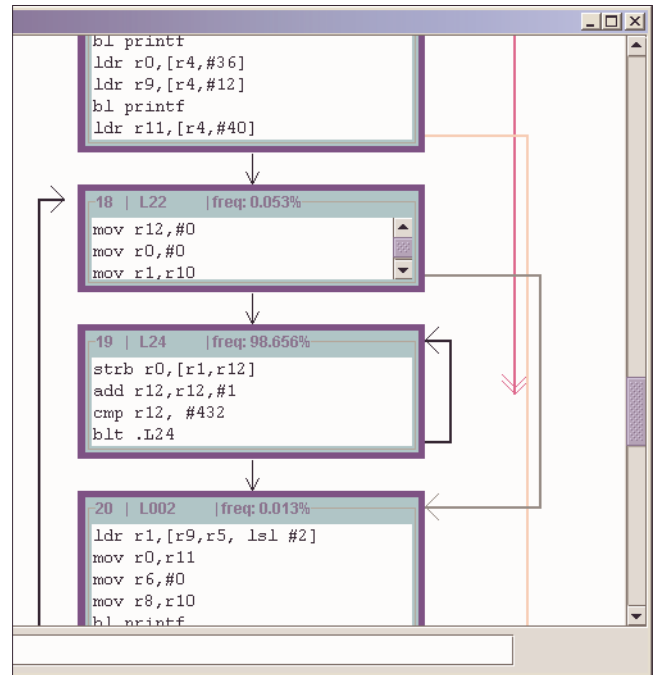 bl printf
ldr r0,[r4,#36]
ldr r9,[r4,#12]
bl printf
ldr r11,[r4,#40]
18 | L22 |freq: 0.053%
mov r12,#0
mov r0,#0
mov r1,r10
19 | L24 |freq: 98.656%
strb r0,[r1,r12]
add r12,r12,#1
cmp r12, #432
blt .L24
20 | L002 |freq: 0.013%
ldr r1,[r9,r5, lsl #2]
mov r0,r11
mov r6,#0
mov r8,r10
bl printf